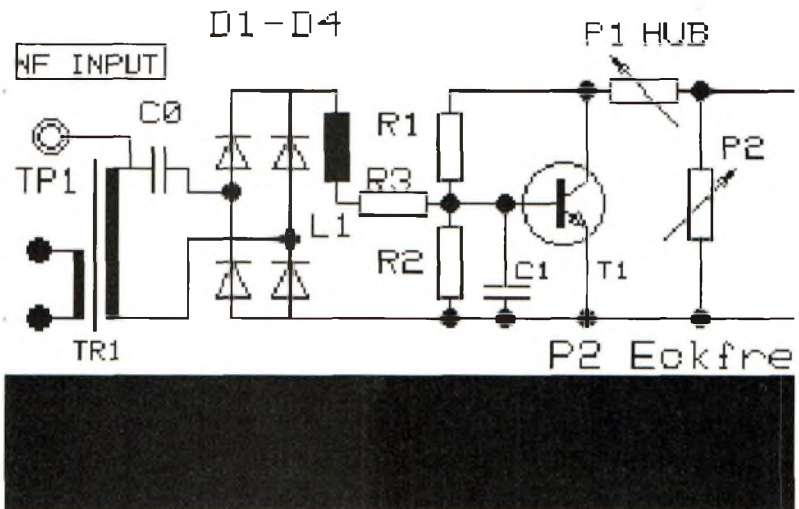 D1-D4
P1 HUB
NF INPUT
C0
R1
P2
TP1
R3
L1
R2
C1
T1
TR1
P2 Eckfre